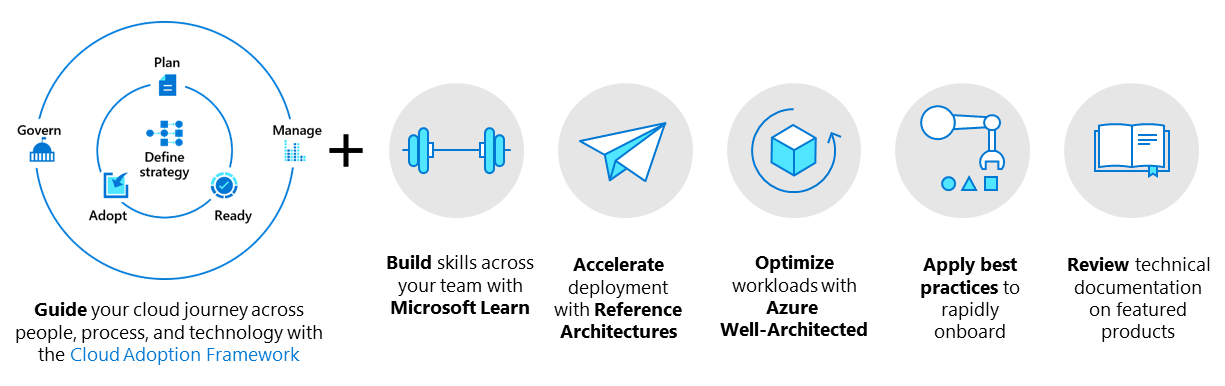 Plan
Govern
Manage
Define
strategy
Adopt
Ready
Guide your cloud journey across
people, process, and technology with
the Cloud Adoption Framework
Build skills across
your team with
Microsoft Learn
Accelerate
deployment
with Reference
Architectures
Optimize
workloads with
Azure
Well-Architected
Apply best
practices to
rapidly
onboard
Review technical
documentation
on featured
products